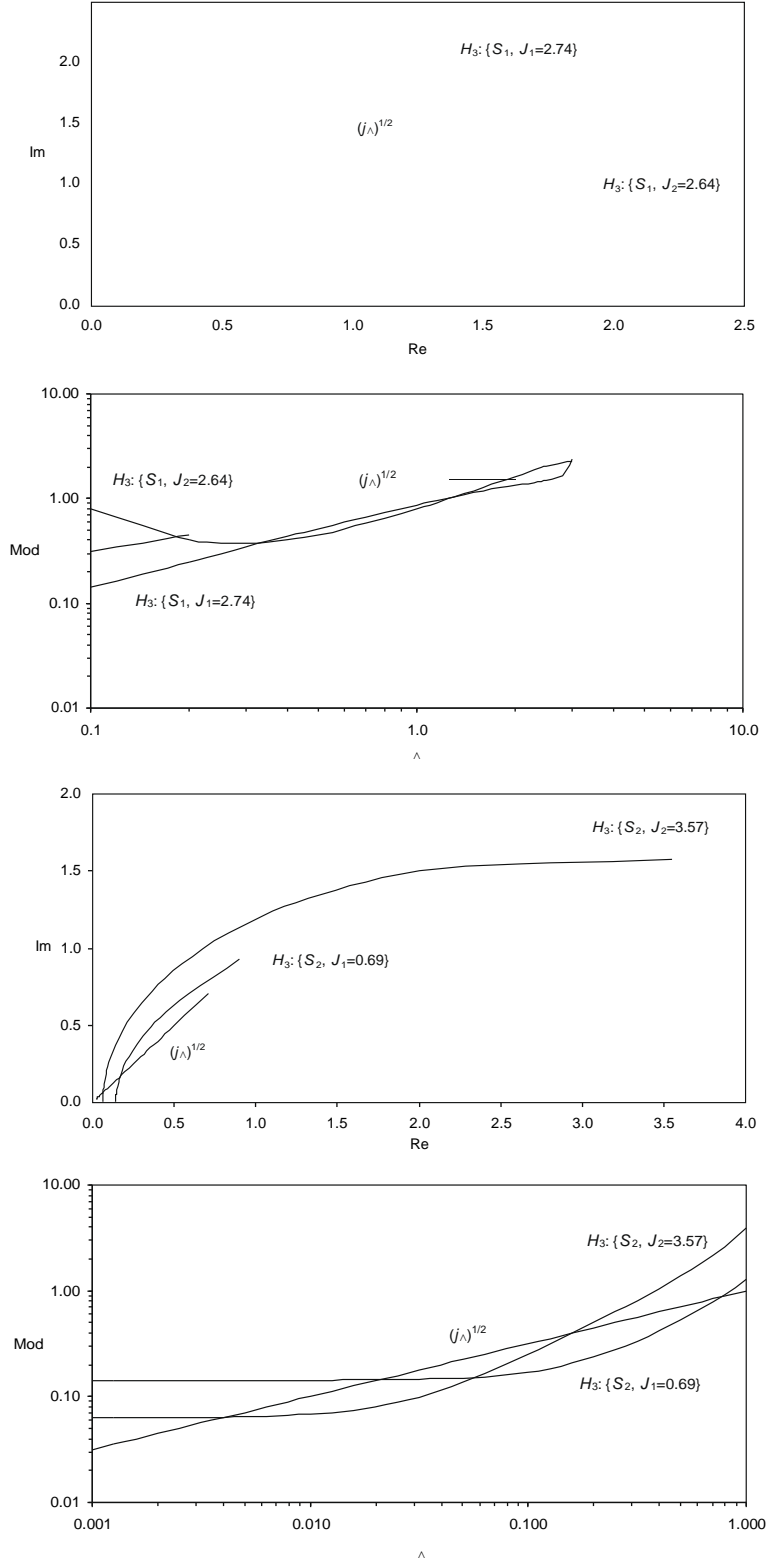 H₃: {S₁, J₁=2.74}
2.0
1.5
(j^)^1/2
Im
1.0
H₃: {S₁, J₂=2.64}
0.5
0.0
0.0 0.5 1.0 1.5 2.0 2.5
Re
10.00
H₃: {S₁, J₂=2.64}
(j^)^1/2
1.00
Mod
0.10
H₃: {S₁, J₁=2.74}
0.01
0.1 1.0 10.0
^
2.0
H₃: {S₂, J₂=3.57}
1.5
Im 1.0
H₃: {S₂, J₁=0.69}
0.5
(j^)^1/2
0.0
0.0 0.5 1.0 1.5 2.0 2.5 3.0 3.5 4.0
Re
10.00
H₃: {S₂, J₂=3.57}
1.00
(j^)^1/2
Mod
0.10
H₃: {S₂, J₁=0.69}
0.01
0.001 0.010 0.100 1.000
^